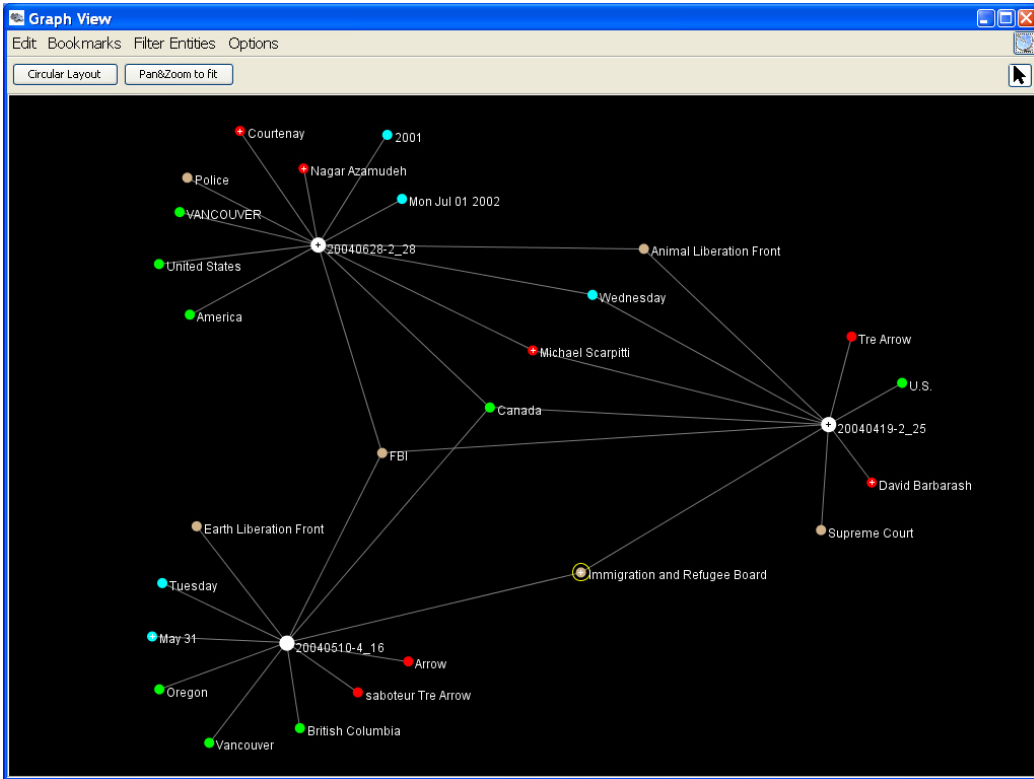 Graph View
Edit Bookmarks Filter Entities Options
Circular Layout Pan&Zoom to fit
Courtenay
2001
Nagar Azamudeh
Police
Mon Jul 01 2002
VANCOUVER
20040628-2_28
Animal Liberation Front
United States
Wednesday
America
Tre Arrow
Michael Scarpitti
U.S.
Canada
20040419-2_25
FBI
David Barbarash
Earth Liberation Front
Supreme Court
Immigration and Refugee Board
Tuesday
May 31
20040510-4_16
Arrow
Oregon
saboteur Tre Arrow
British Columbia
Vancouver